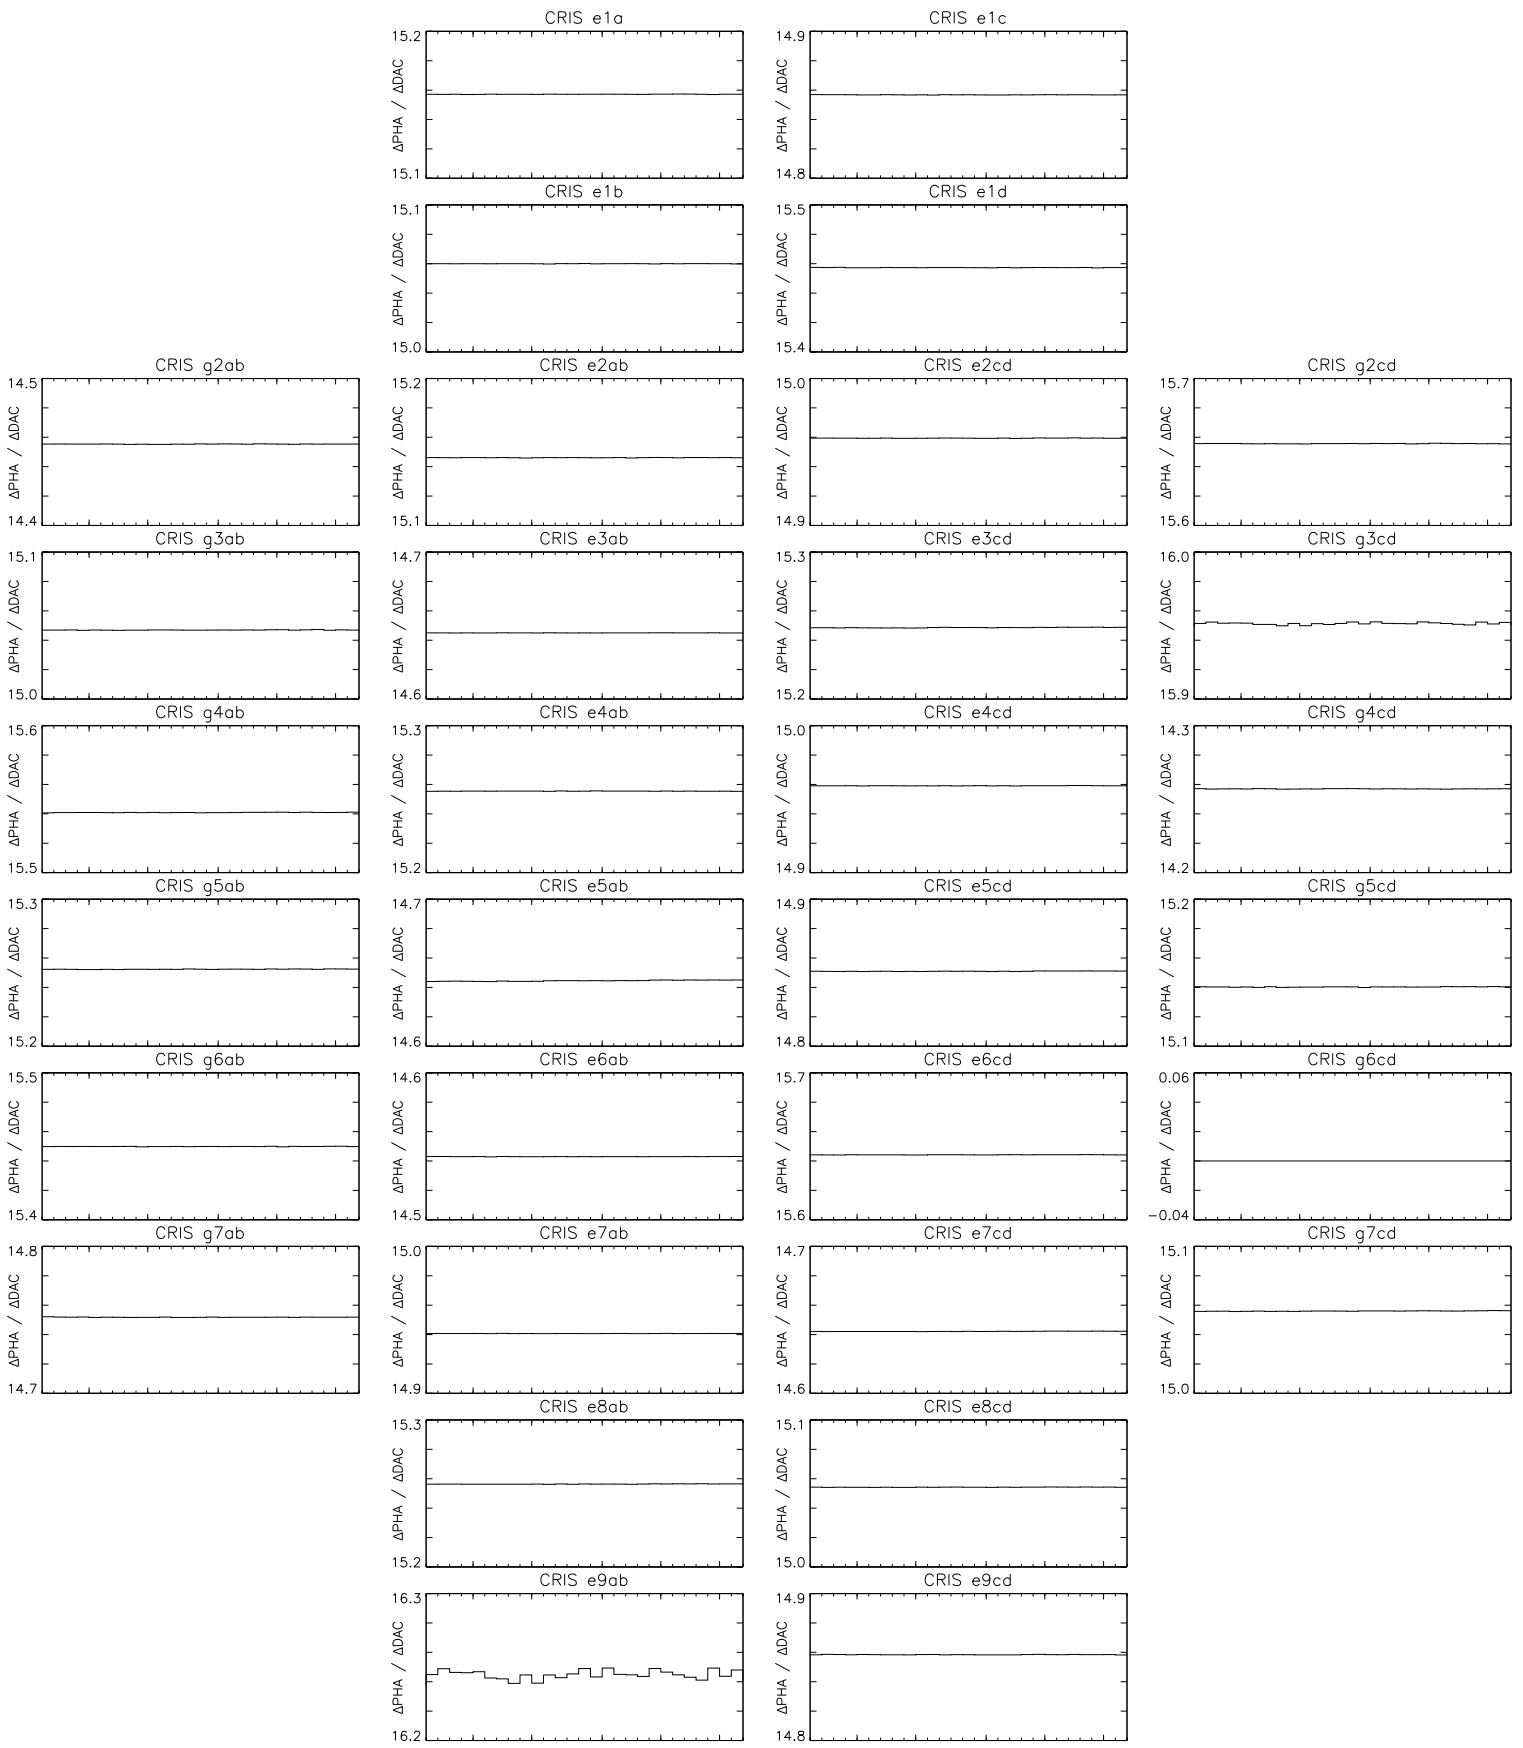 CRIS e1a CRIS e1c
15.2 14.9
ΔPHA / ΔDAC ΔPHA / ΔDAC
15.1 14.8
CRIS e1b CRIS e1d
15.1 15.5
ΔPHA / ΔDAC ΔPHA / ΔDAC
15.0 15.4
CRIS g2ab CRIS e2ab CRIS e2cd CRIS g2cd
14.5 15.2 15.0 15.7
ΔPHA / ΔDAC ΔPHA / ΔDAC ΔPHA / ΔDAC ΔPHA / ΔDAC
14.4 15.1 14.9 15.6
CRIS g3ab CRIS e3ab CRIS e3cd CRIS g3cd
15.1 14.7 15.3 16.0
ΔPHA / ΔDAC ΔPHA / ΔDAC ΔPHA / ΔDAC ΔPHA / ΔDAC
15.0 14.6 15.2 15.9
CRIS g4ab CRIS e4ab CRIS e4cd CRIS g4cd
15.6 15.3 15.0 14.3
ΔPHA / ΔDAC ΔPHA / ΔDAC ΔPHA / ΔDAC ΔPHA / ΔDAC
15.5 15.2 14.9 14.2
CRIS g5ab CRIS e5ab CRIS e5cd CRIS g5cd
15.3 14.7 14.9 15.2
ΔPHA / ΔDAC ΔPHA / ΔDAC ΔPHA / ΔDAC ΔPHA / ΔDAC
15.2 14.6 14.8 15.1
CRIS g6ab CRIS e6ab CRIS e6cd CRIS g6cd
15.5 14.6 15.7 0.06
ΔPHA / ΔDAC ΔPHA / ΔDAC ΔPHA / ΔDAC ΔPHA / ΔDAC
15.4 14.5 15.6 −0.04
CRIS g7ab CRIS e7ab CRIS e7cd CRIS g7cd
14.8 15.0 14.7 15.1
ΔPHA / ΔDAC ΔPHA / ΔDAC ΔPHA / ΔDAC ΔPHA / ΔDAC
14.7 14.9 14.6 15.0
CRIS e8ab CRIS e8cd
15.3 15.1
ΔPHA / ΔDAC ΔPHA / ΔDAC
15.2 15.0
CRIS e9ab CRIS e9cd
16.3 14.9
ΔPHA / ΔDAC ΔPHA / ΔDAC
16.2 14.8